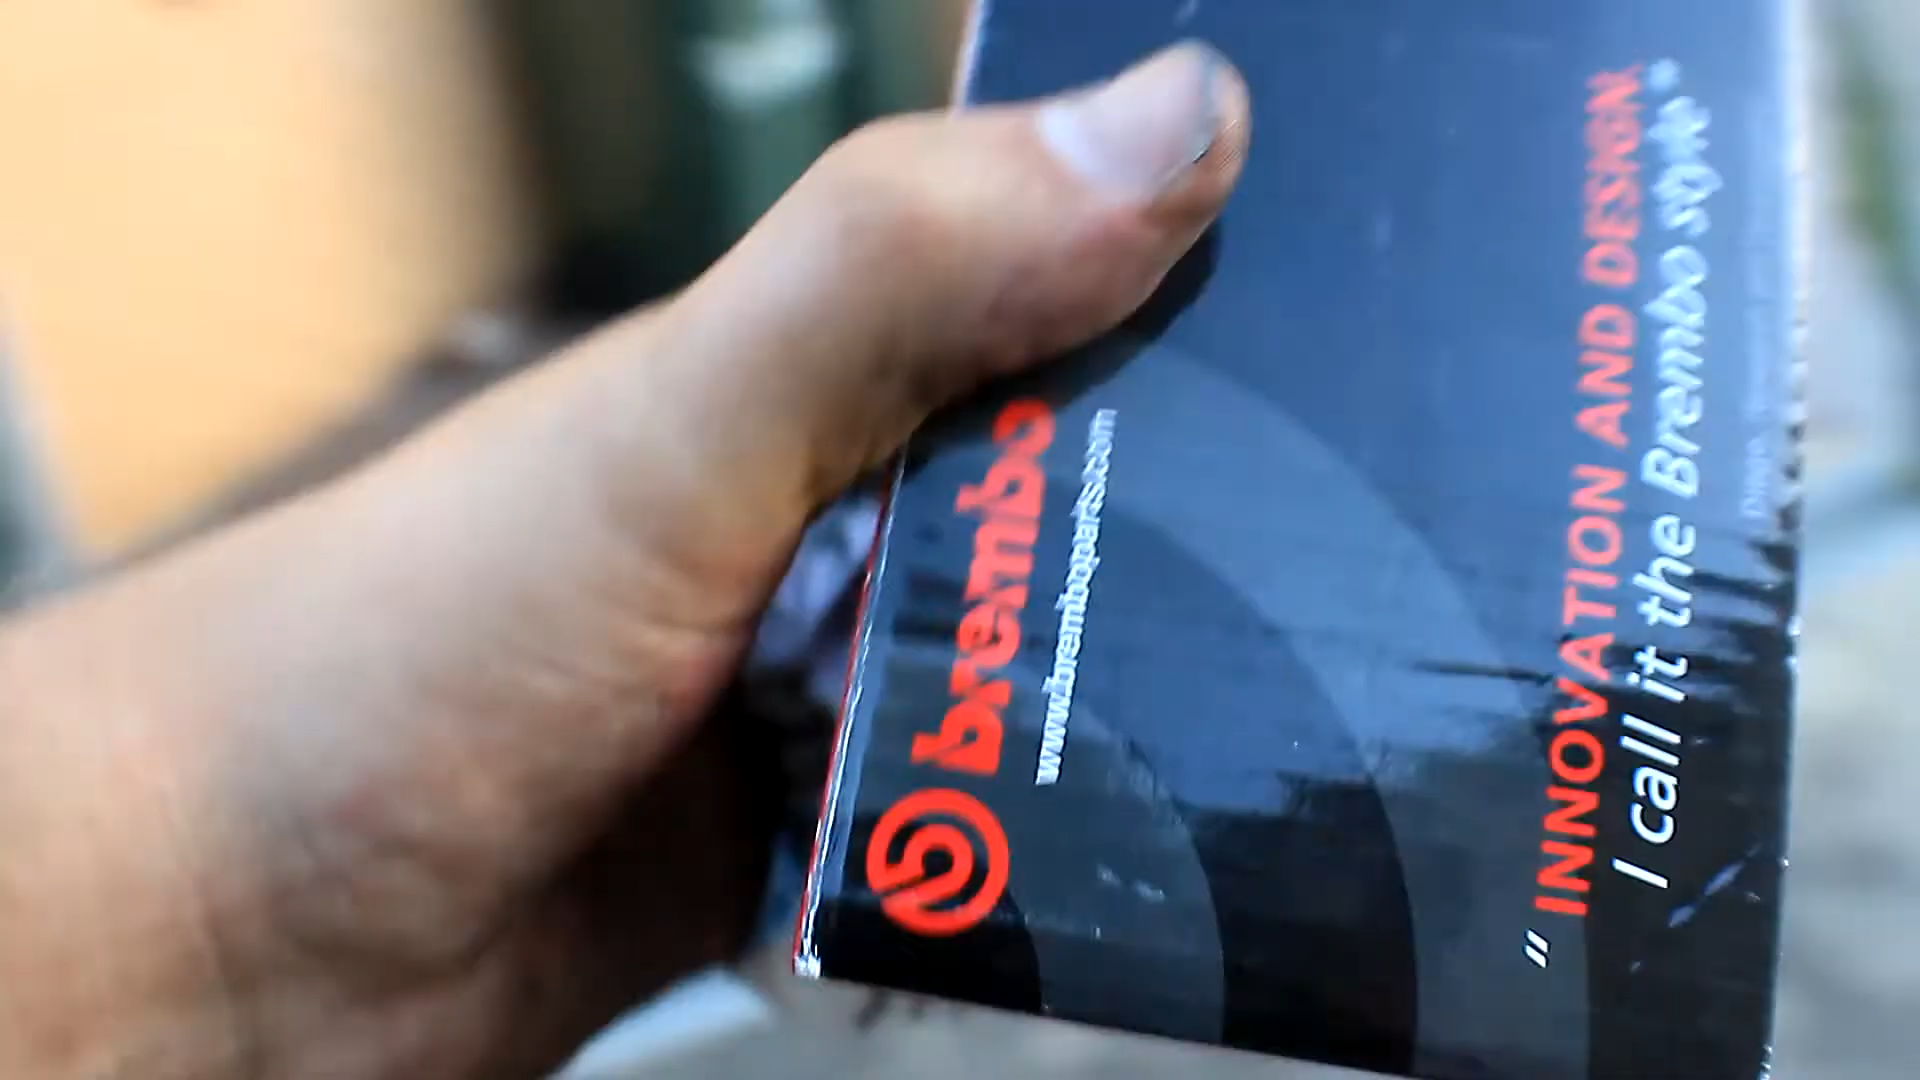 brembo
www.bremboparts.com
“ INNOVATION AND DESIGN
I call it the Brembo style”